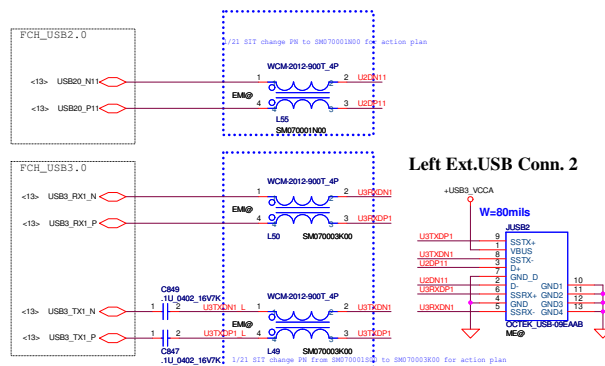 FCH_USB2.0
1/21 SIT change PN to SM070001N00 for action plan
WCM-2012-900T_4P
<13> USB20_N11 1 2 U2DN11
EMI@
<13> USB20_P11 4 3 U2DP11
L55
SM070001N00
FCH_USB3.0
Left Ext.USB Conn. 2
WCM-2012-900T_4P
<13> USB3_RX1_N 1 2 U3RXDN1
EMI@
<13> USB3_RX1_P 4 3 U3RXDP1
L50 SM070003K00
+USB3_VCCA
W=80mils
JUSB2
U3TXDP1 9 SSTX+
1 VBUS
U3TXDN1 8 SSTX-
U2DP11 3 D+
7 GND_D
U2DN11 2 D- GND1 10
U3RXDP1 6 SSRX+ GND2 11
4 GND GND3 12
U3RXDN1 5 SSRX- GND4 13
OCTEK_USB-09EAAB
ME@
C849
.1U_0402_16V7K
WCM-2012-900T_4P
<13> USB3_TX1_N 1 2 U3TXDN1_L 1 2 U3TXDN1
EMI@
<13> USB3_TX1_P 1 2 U3TXDP1_L 4 3 U3TXDP1
C847
.1U_0402_16V7K
L49 SM070003K00
1/21 SIT change PN from SM070001S00 to SM070003K00 for action plan